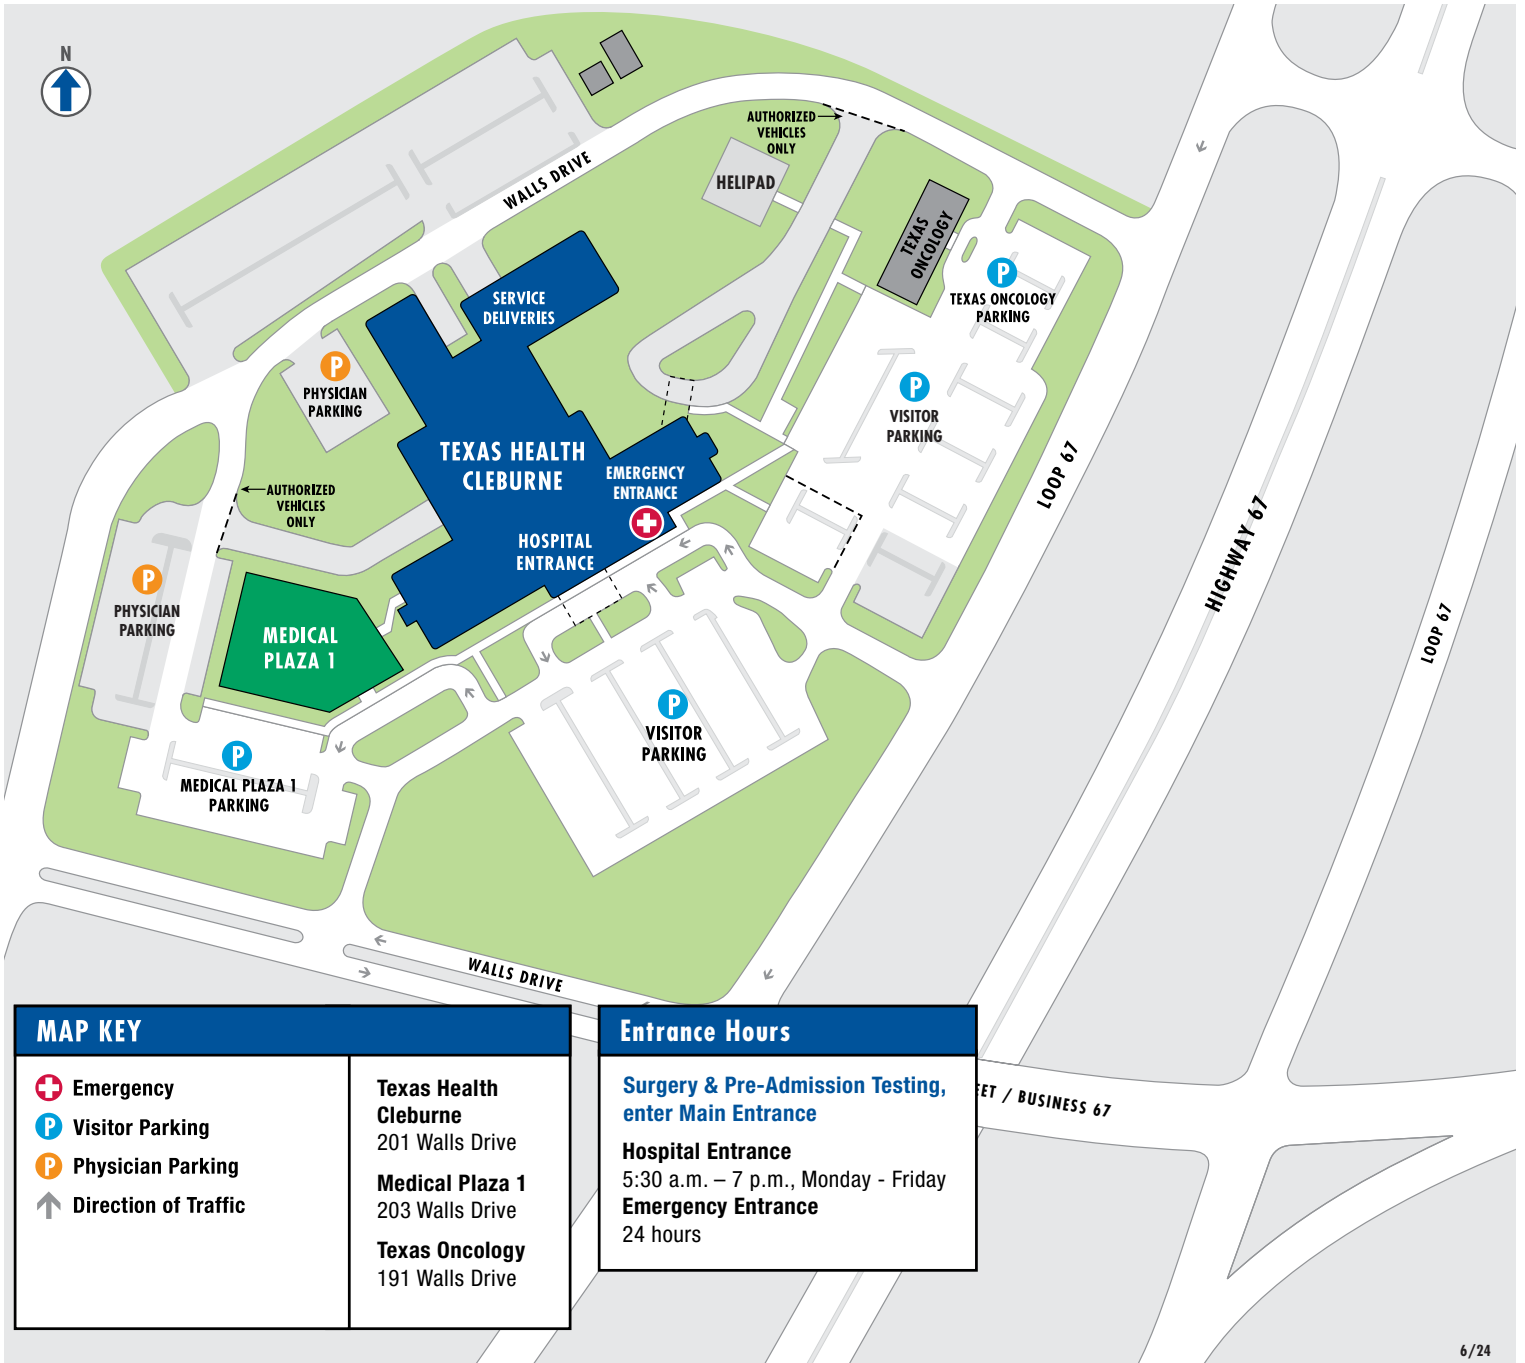 N
AUTHORIZED
VEHICLES
ONLY
WALLS DRIVE
HELIPAD
TEXAS
ONCOLOGY
SERVICE
DELIVERIES
P
TEXAS ONCOLOGY
PARKING
P
PHYSICIAN
PARKING
P
VISITOR
PARKING
TEXAS HEALTH
CLEBURNE
EMERGENCY
ENTRANCE
LOOP 67
AUTHORIZED
VEHICLES
ONLY
HOSPITAL
ENTRANCE
HIGHWAY 67
P
PHYSICIAN
PARKING
MEDICAL
PLAZA 1
LOOP 67
P
VISITOR
PARKING
P
MEDICAL PLAZA 1
PARKING
WALLS DRIVE
MAP KEY
Emergency
P Visitor Parking
P Physician Parking
Direction of Traffic
Texas Health
Cleburne
201 Walls Drive
Medical Plaza 1
203 Walls Drive
Texas Oncology
191 Walls Drive
Entrance Hours
Surgery & Pre-Admission Testing,
enter Main Entrance
Hospital Entrance
5:30 a.m. – 7 p.m., Monday - Friday
Emergency Entrance
24 hours
/ BUSINESS 67
6/24